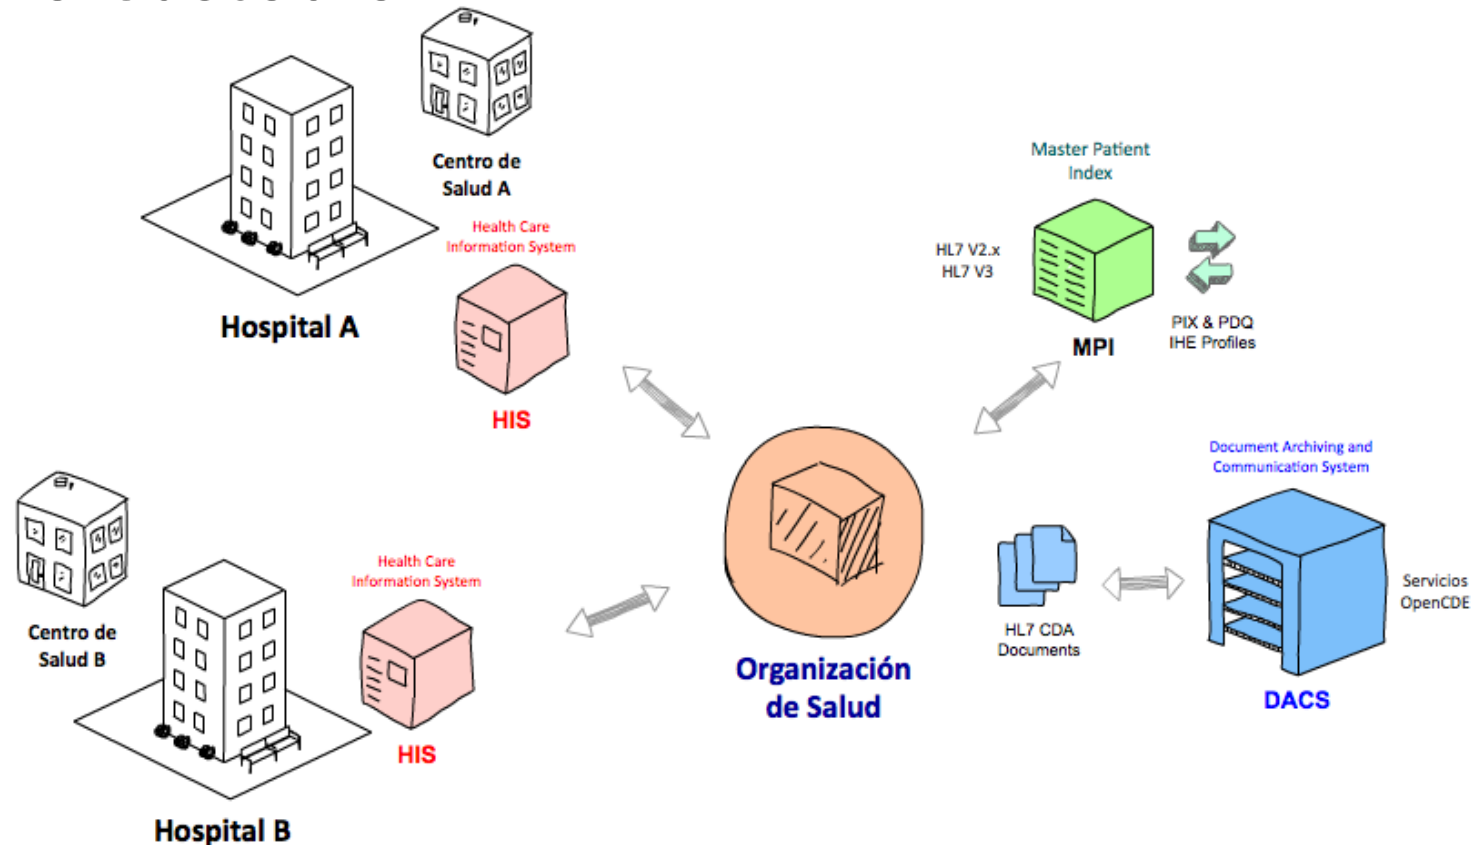 Centro de
Salud A
Health Care
Information System
Hospital A
HIS
Master Patient
Index
HL7 V2.x
HL7 V3
PIX & PDQ
IHE Profiles
MPI
Document Archiving and
Communication System
Centro de
Salud B
Health Care
Information System
HIS
Hospital B
Organización
de Salud
HL7 CDA
Documents
Servicios
OpenCDE
DACS